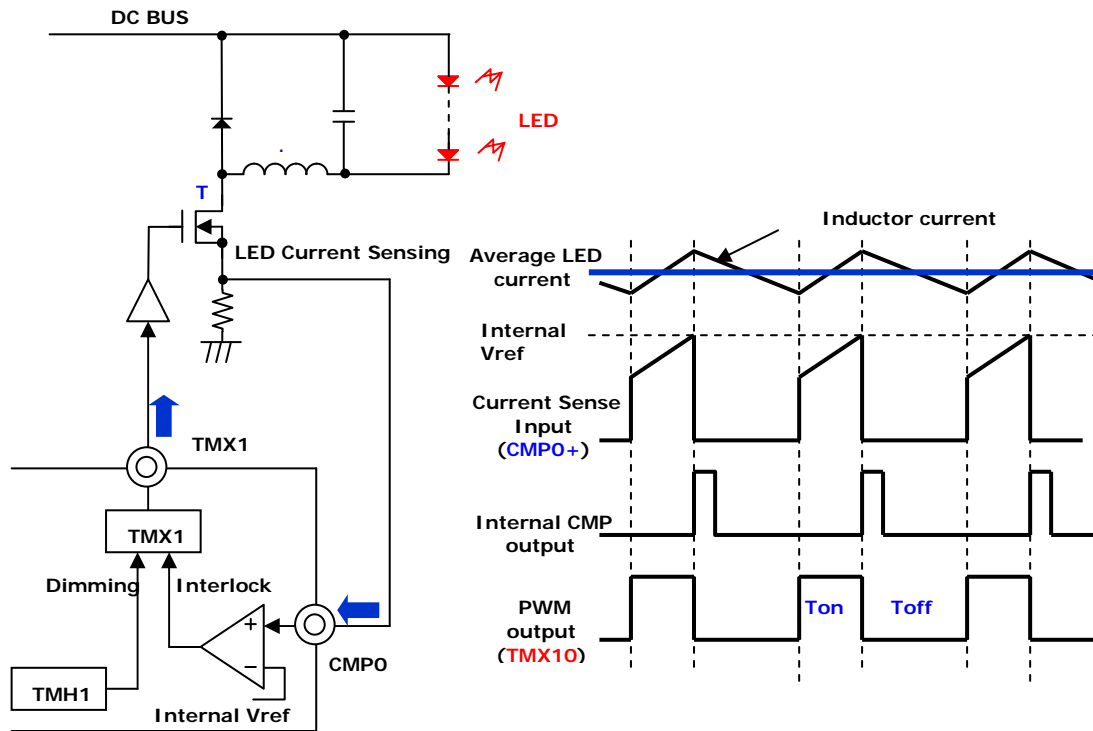 DC BUS
LED
T
LED Current Sensing
TMX1
TMX1
Dimming
Interlock
+
−
CMP0
TMH1
Internal Vref
Inductor current
Average LED
current
Internal
Vref
Current Sense
Input
(CMP0+)
Internal CMP
output
PWM
output
(TMX10)
Ton
Toff